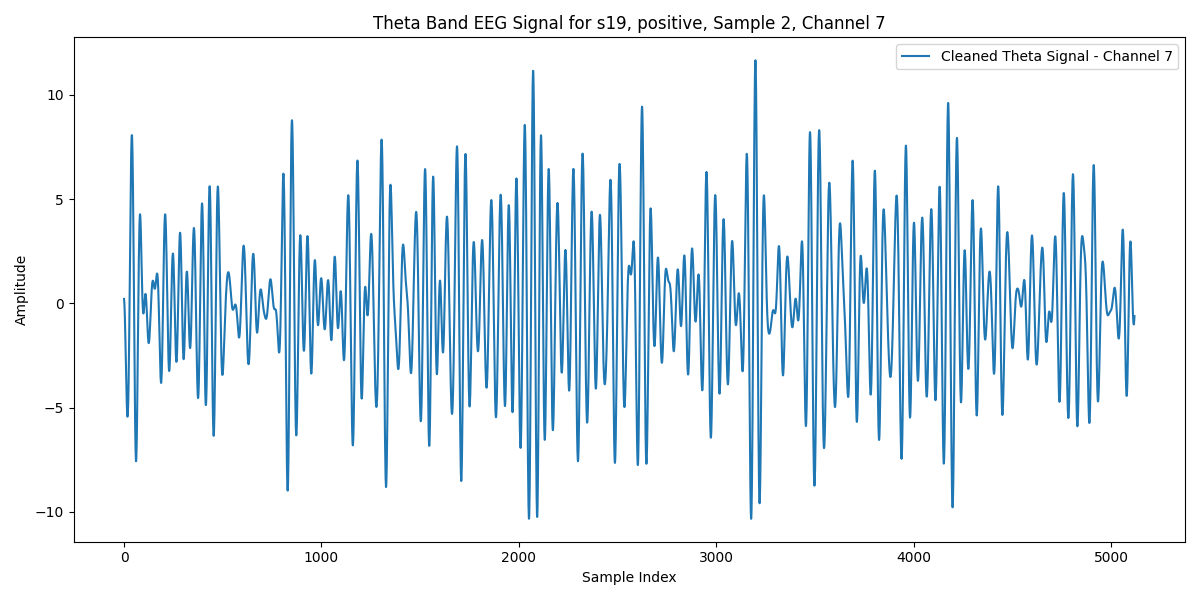 Theta Band EEG Signal for s19, positive, Sample 2, Channel 7
Cleaned Theta Signal - Channel 7
10
5
0
−5
−10
Amplitude
0 1000 2000 3000 4000 5000
Sample Index